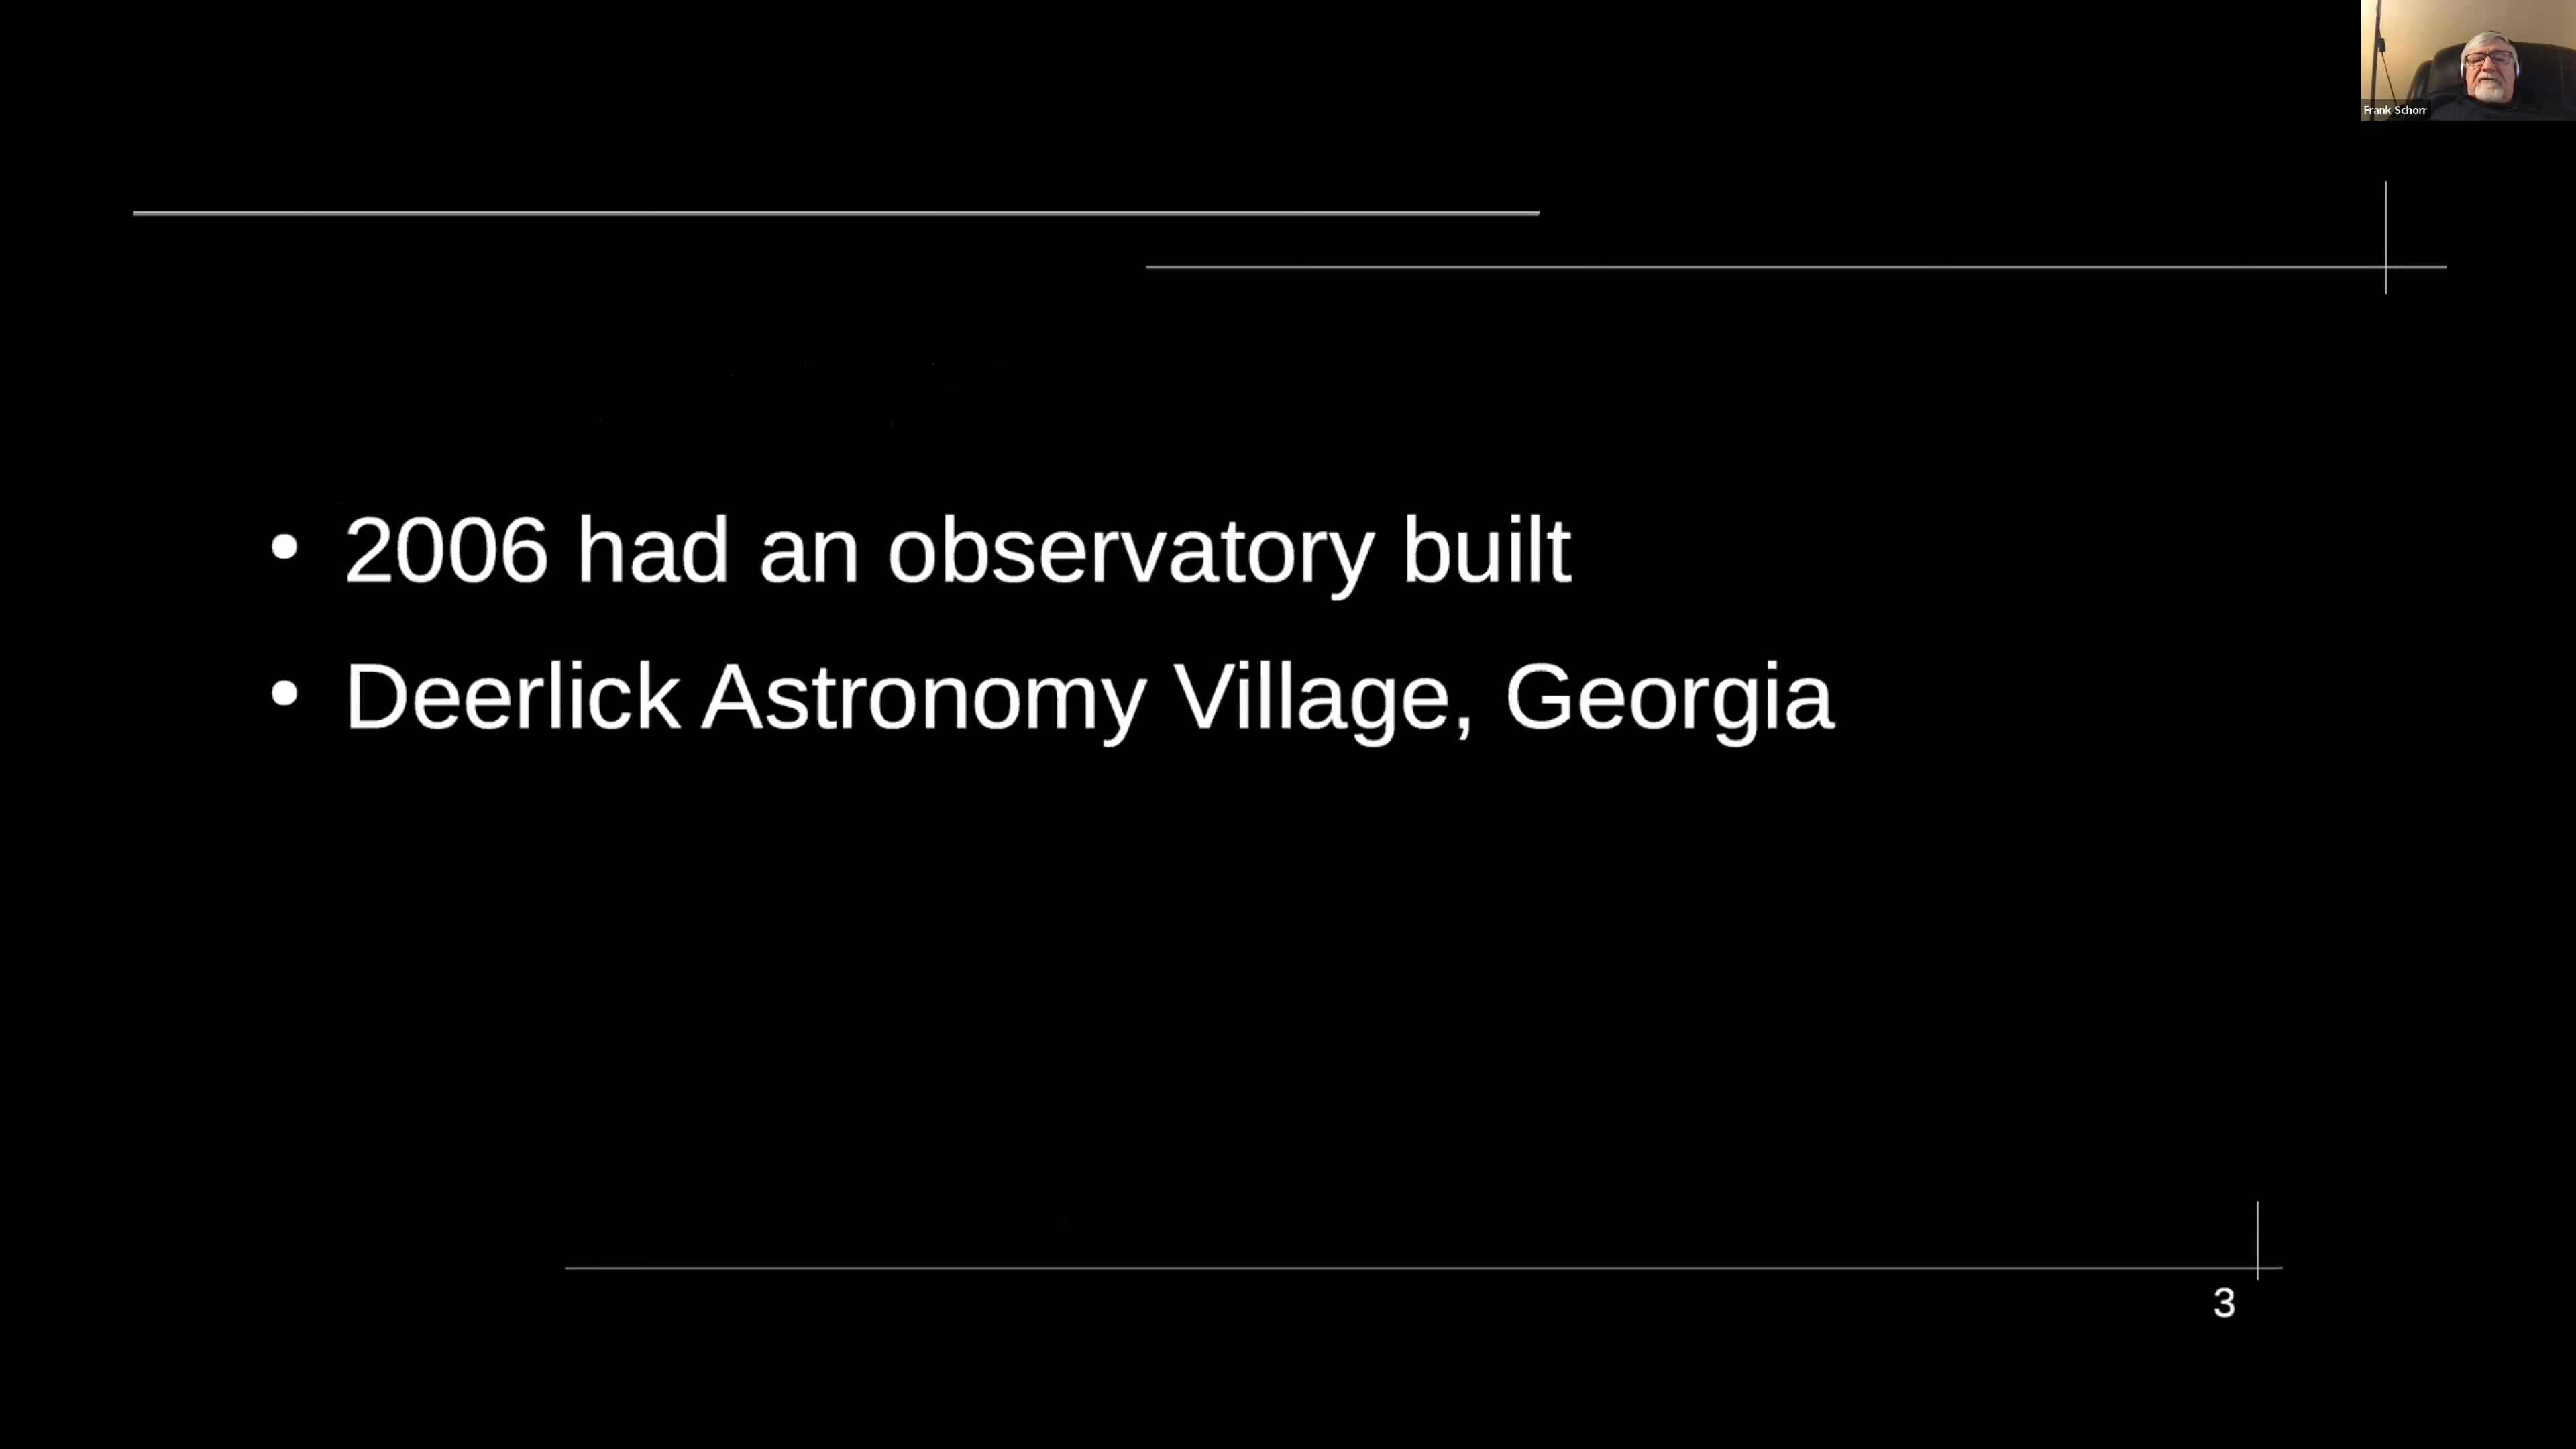 Frank Schorr
• 2006 had an observatory built
• Deerlick Astronomy Village, Georgia
3